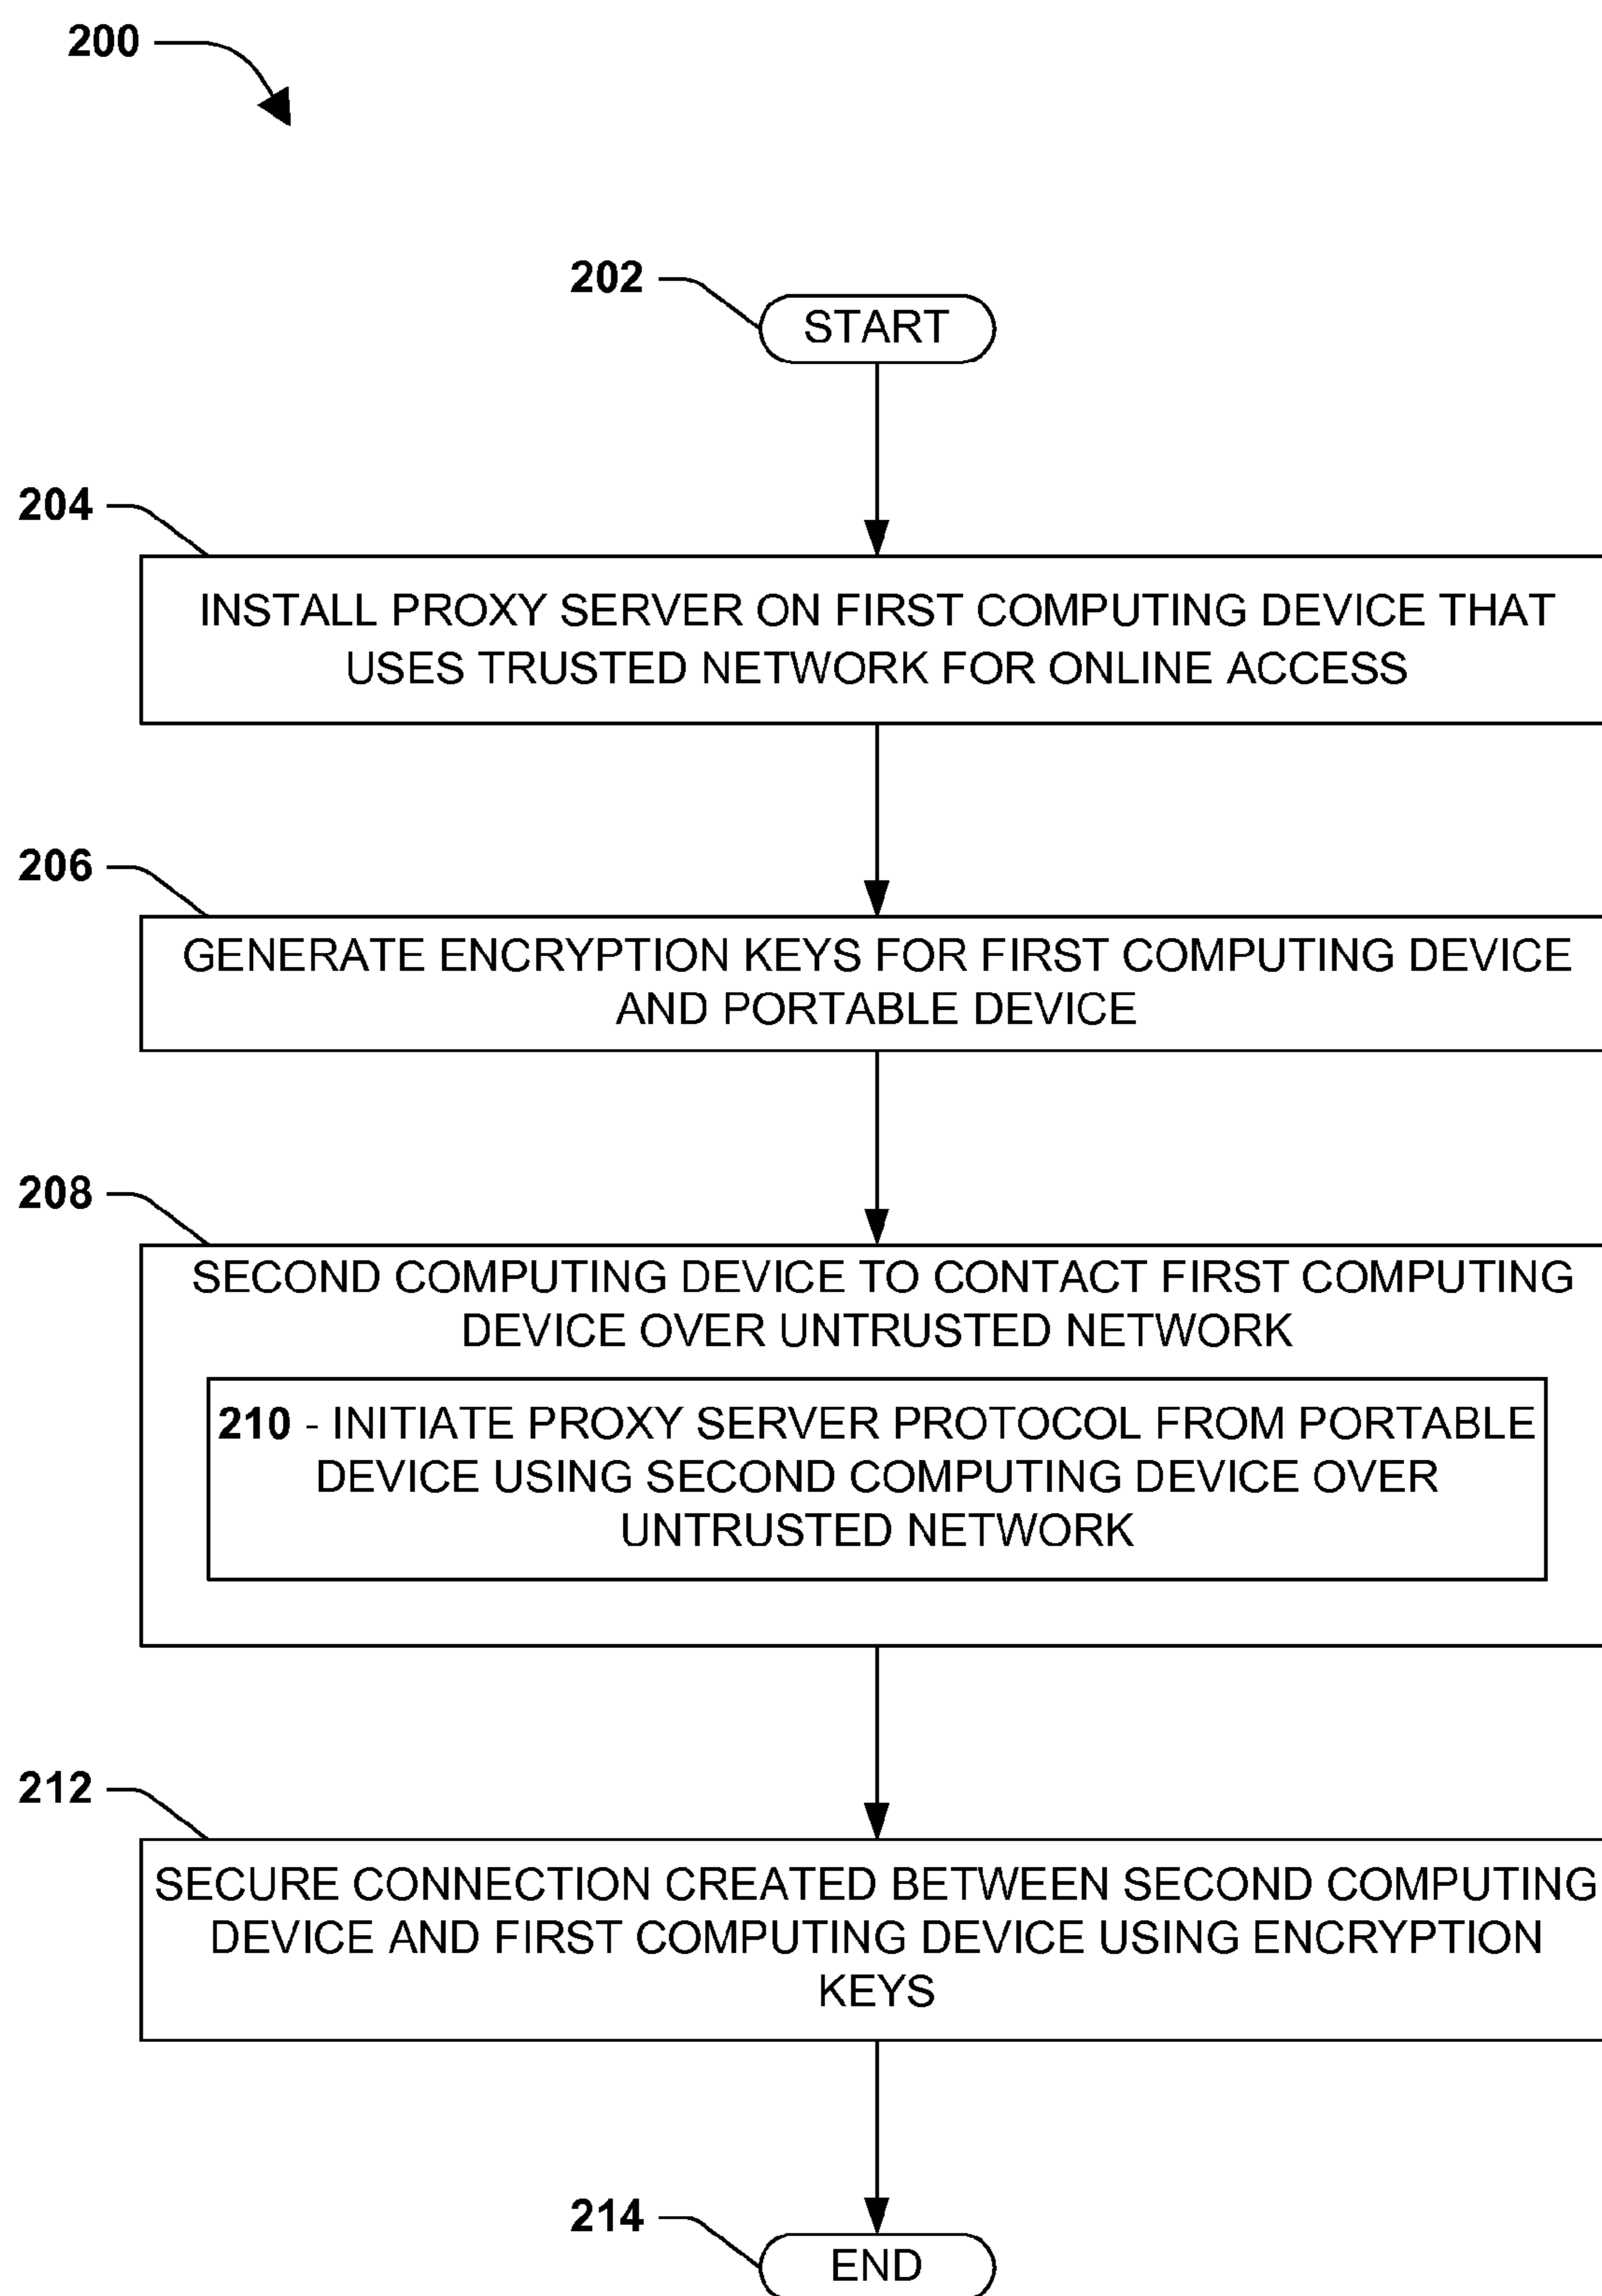 200
202
START
204
INSTALL PROXY SERVER ON FIRST COMPUTING DEVICE THAT
USES TRUSTED NETWORK FOR ONLINE ACCESS
206
GENERATE ENCRYPTION KEYS FOR FIRST COMPUTING DEVICE
AND PORTABLE DEVICE
208
SECOND COMPUTING DEVICE TO CONTACT FIRST COMPUTING
DEVICE OVER UNTRUSTED NETWORK
210 - INITIATE PROXY SERVER PROTOCOL FROM PORTABLE
DEVICE USING SECOND COMPUTING DEVICE OVER
UNTRUSTED NETWORK
212
SECURE CONNECTION CREATED BETWEEN SECOND COMPUTING
DEVICE AND FIRST COMPUTING DEVICE USING ENCRYPTION
KEYS
214
END